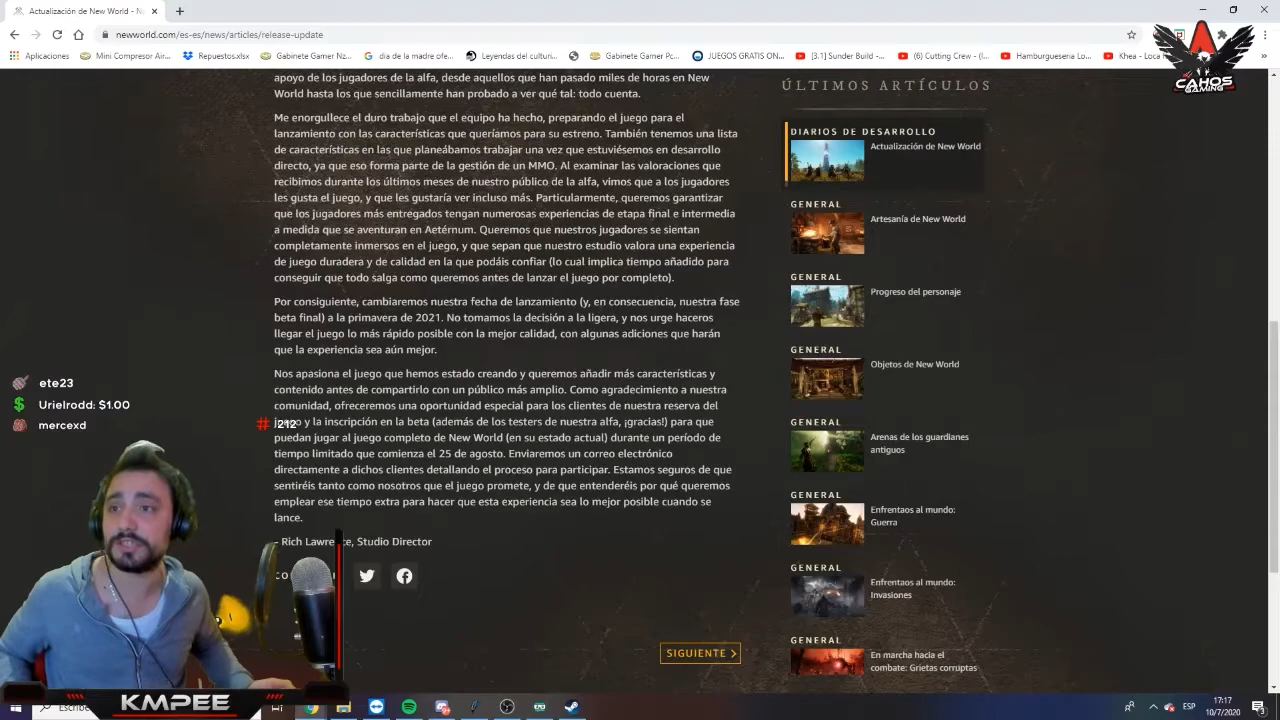 Actualización de New World - Ne
newworld.com/es-es/news/articles/release-update
Aplicaciones
Mini Compresor Air...
Repuestos.xlsx
Gabinete Gamer Nz...
dia de la madre ofe...
Leyendas del culturi...
Gabinete Gamer Pc...
JUEGOS GRATIS ON...
[3.1] Sunder Build -...
(6) Cutting Crew - (I...
Hamburgueseria Lo...
Khea - Loca
CAHOS
GAMING
apoyo de los jugadores de la alfa, desde aquellos que han pasado miles de horas en New
World hasta los que sencillamente han probado a ver qué tal: todo cuenta.
Me enorgullece el duro trabajo que el equipo ha hecho, preparando el juego para el
lanzamiento con las características que queríamos para su estreno. También tenemos una lista
de características en las que planeábamos trabajar una vez que estuviésemos en desarrollo
directo, ya que eso forma parte de la gestión de un MMO. Al examinar las valoraciones que
recibimos durante los últimos meses de nuestro público de la alfa, vimos que a los jugadores
les gusta el juego, y que les gustaría ver incluso más. Particularmente, queremos garantizar
que los jugadores más entregados tengan numerosas experiencias de etapa final e intermedia
a medida que se aventuran en Aetérnum. Queremos que nuestros jugadores se sientan
completamente inmersos en el juego, y que sepan que nuestro estudio valora una experiencia
de juego duradera y de calidad en la que podáis confiar (lo cual implica tiempo añadido para
conseguir que todo salga como queremos antes de lanzar el juego por completo).
Por consiguiente, cambiaremos nuestra fecha de lanzamiento (y, en consecuencia, nuestra fase
beta final) a la primavera de 2021. No tomamos la decisión a la ligera, y nos urge haceros
llegar el juego lo más rápido posible con la mejor calidad, con algunas adiciones que harán
que la experiencia sea aún mejor.
Nos apasiona el juego que hemos estado creando y queremos añadir más características y
contenido antes de compartirlo con un público más amplio. Como agradecimiento a nuestra
comunidad, ofreceremos una oportunidad especial para los clientes de nuestra reserva del
juego y la inscripción en la beta (además de los testers de nuestra alfa, ¡gracias!) para que
puedan jugar al juego completo de New World (en su estado actual) durante un período de
tiempo limitado que comienza el 25 de agosto. Enviaremos un correo electrónico
directamente a dichos clientes detallando el proceso para participar. Estamos seguros de que
sentiréis tanto como nosotros que el juego promete, y de que entenderéis por qué queremos
emplear ese tiempo extra para hacer que esta experiencia sea lo mejor posible cuando se
lance.
- Rich Lawrence, Studio Director
SIGUIENTE
ÚLTIMOS ARTÍCULOS
DIARIOS DE DESARROLLO
Actualización de New World
GENERAL
Artesanía de New World
GENERAL
Progreso del personaje
GENERAL
Objetos de New World
GENERAL
Arenas de los guardianes
antiguos
GENERAL
Enfrentaos al mundo:
Guerra
GENERAL
Enfrentaos al mundo:
Invasiones
GENERAL
En marcha hacia el
combate: Grietas corruptas
ete23
Urielrodd: $1.00
mercexd
# 212
KMPEE
Escribe
ESP
17:17
10/7/2020